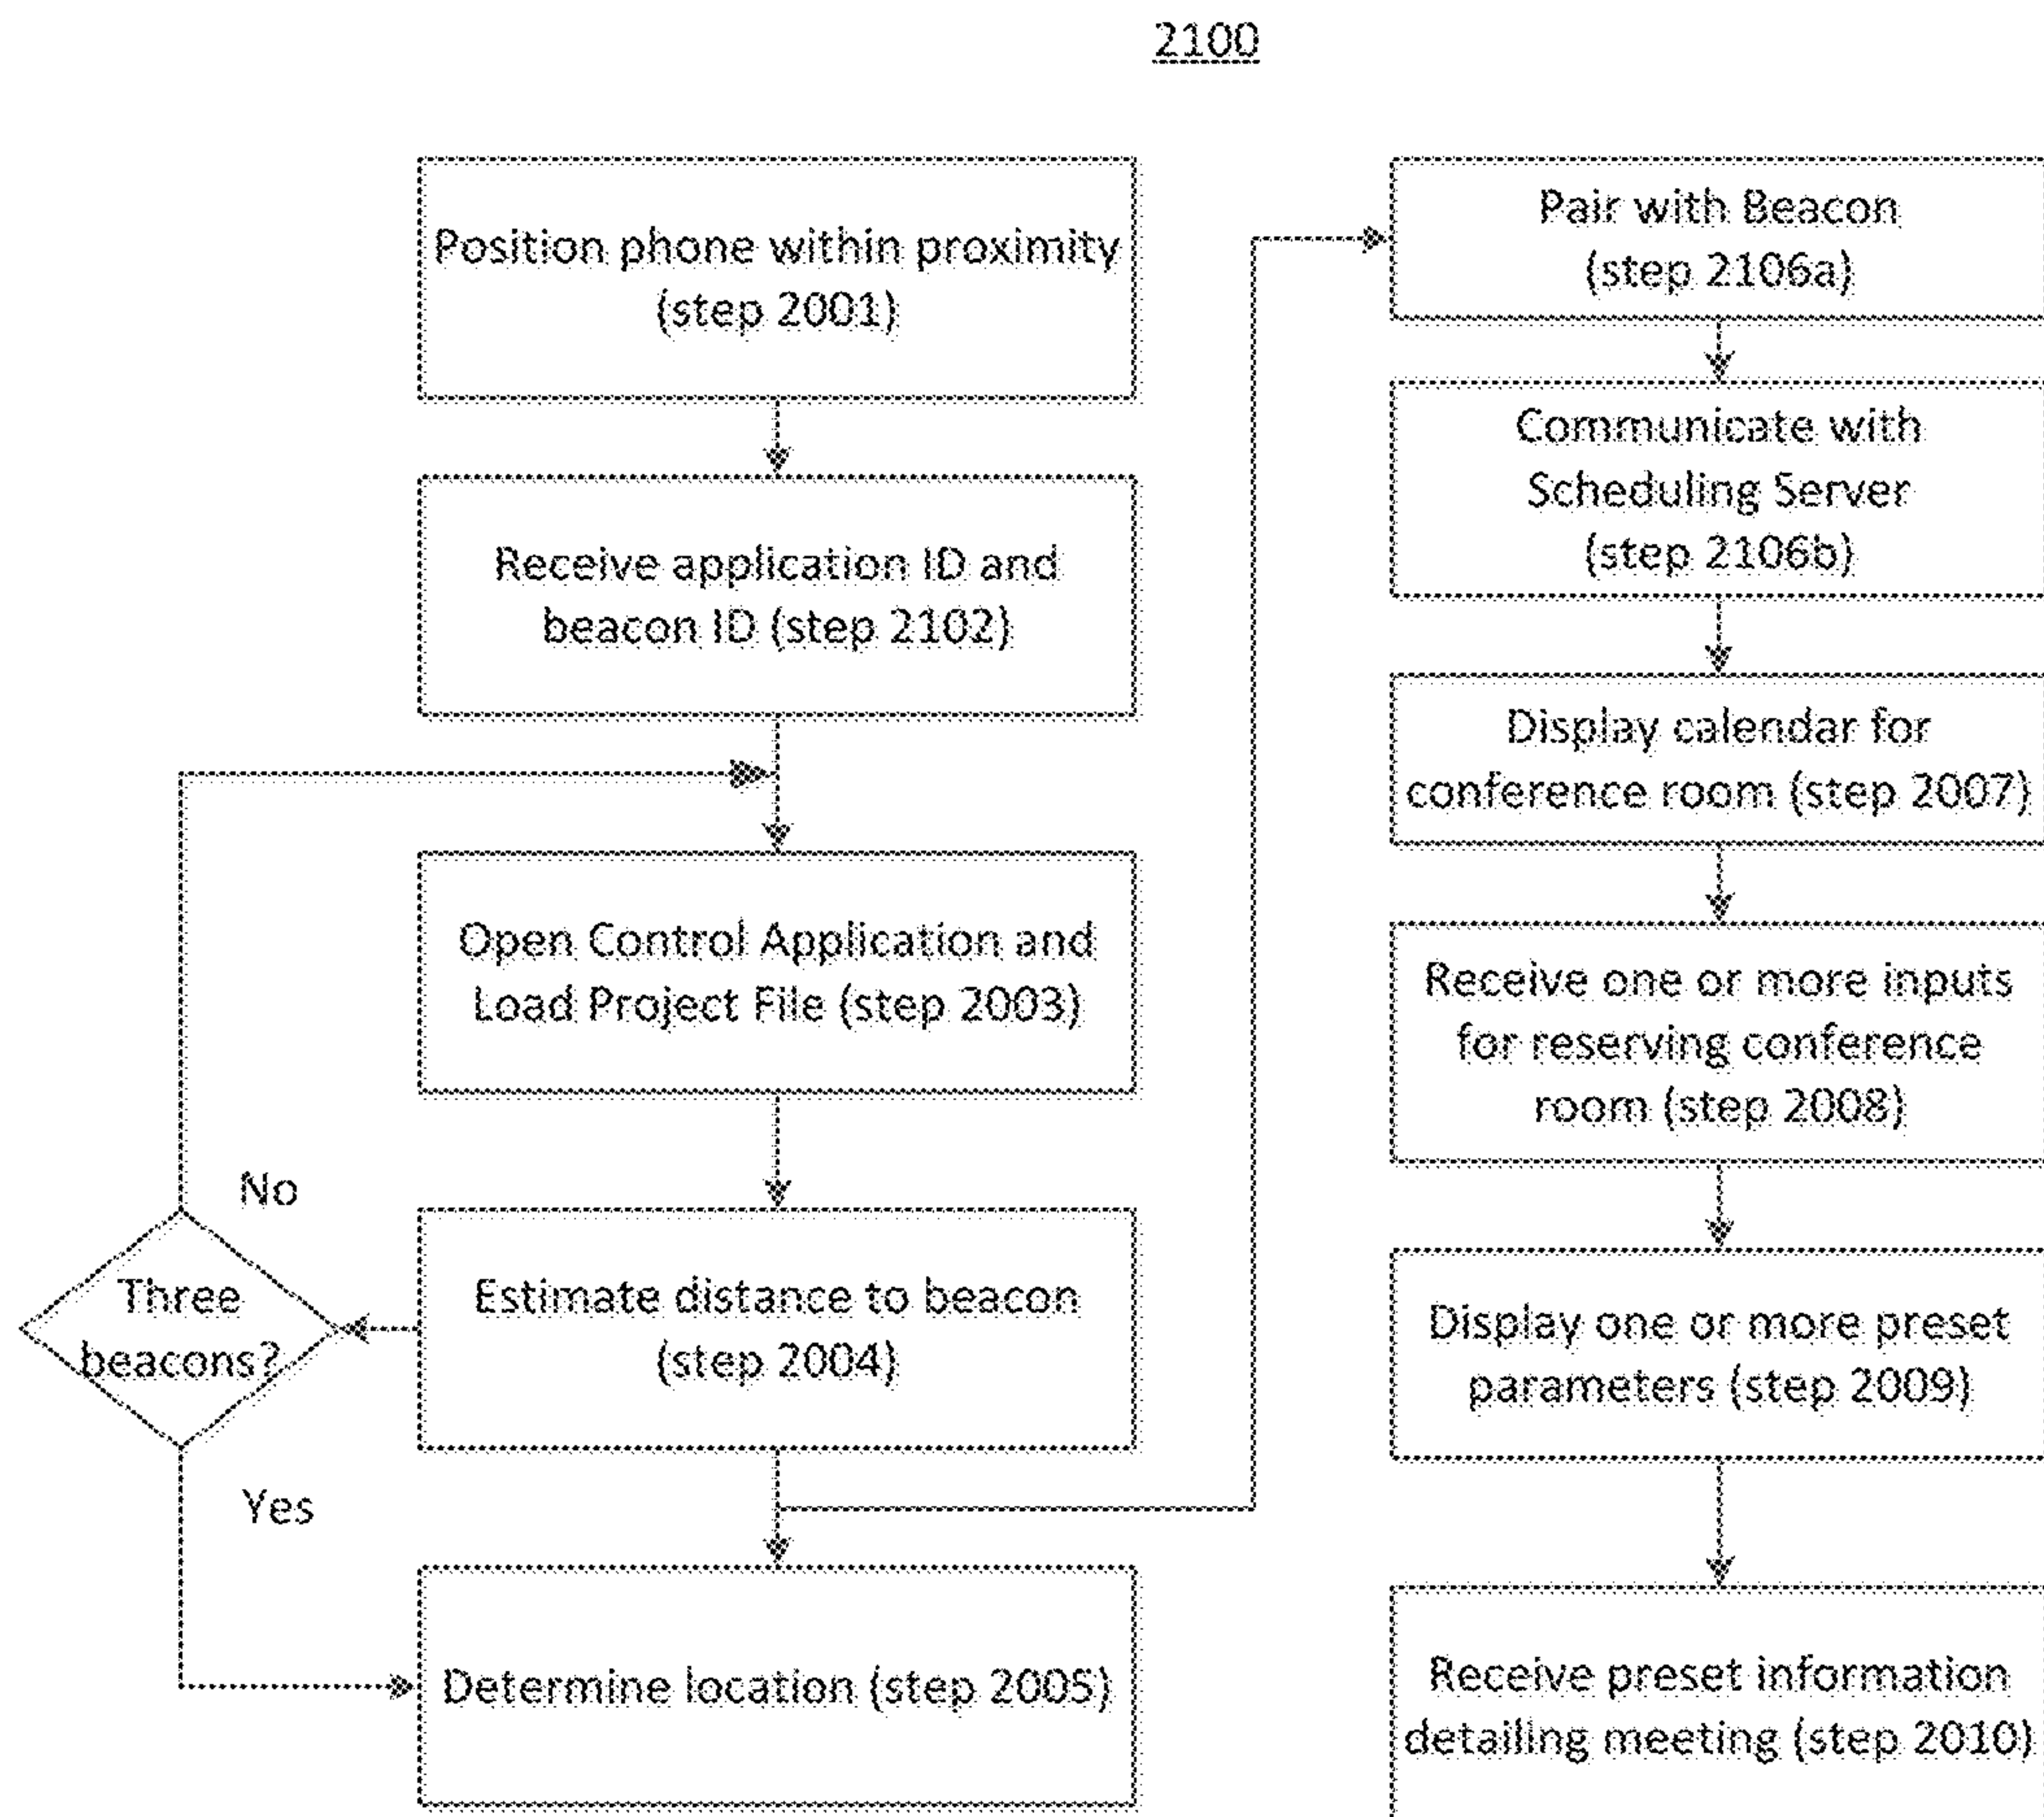 2100
Position phone within proximity
(step 2001)
Receive application ID and
beacon ID (step 2102)
Open Control Application and
Load Project File (step 2003)
No
Three
beacons?
Estimate distance to beacon
(step 2004)
Yes
Determine location (step 2005)
Pair with Beacon
(step 2106a)
Communicate with
Scheduling Server
(step 2106b)
Display calendar for
conference room (step 2007)
Receive one or more inputs
for reserving conference
room (step 2008)
Display one or more preset
parameters (step 2009)
Receive preset information
detailing meeting (step 2010)